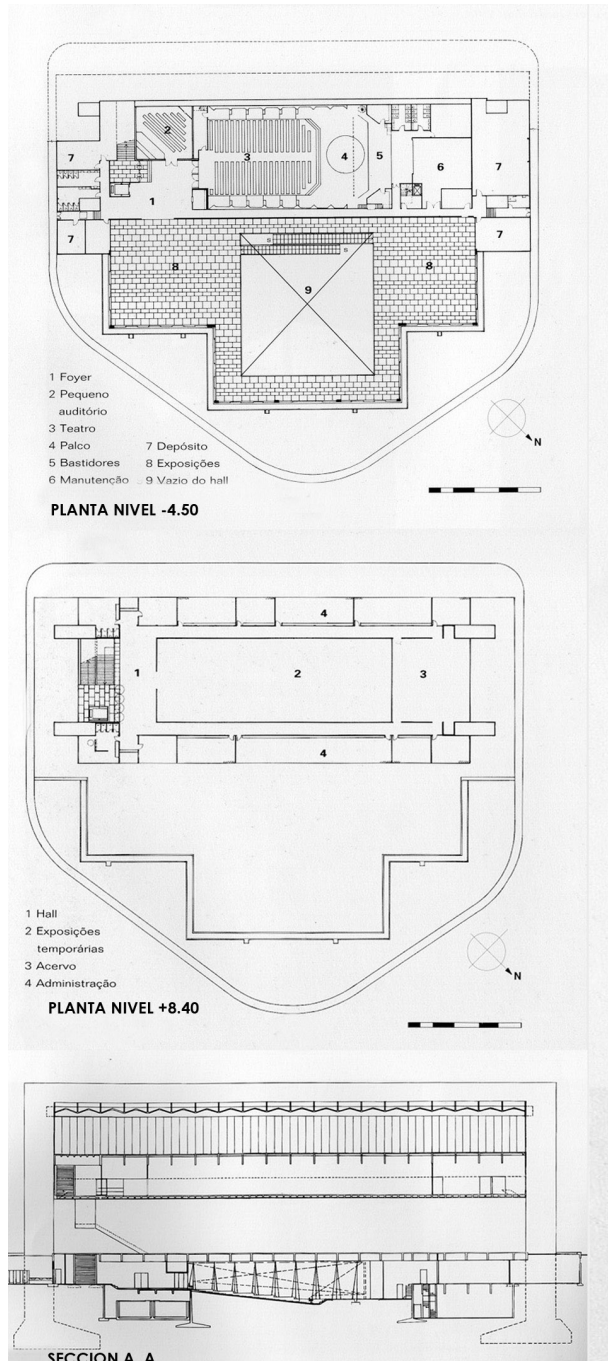 2
7
3
4
5
6
7
1
7
7
S
S
8
8
9
1 Foyer
2 Pequeno
auditório
3 Teatro
4 Palco
7 Depósito
5 Bastidores
8 Exposições
6 Manutenção
9 Vazio do hall
N
PLANTA NIVEL -4.50
4
1
2
3
4
1 Hall
2 Exposições
temporárias
3 Acervo
4 Administração
N
PLANTA NIVEL +8.40
SECCION A_A